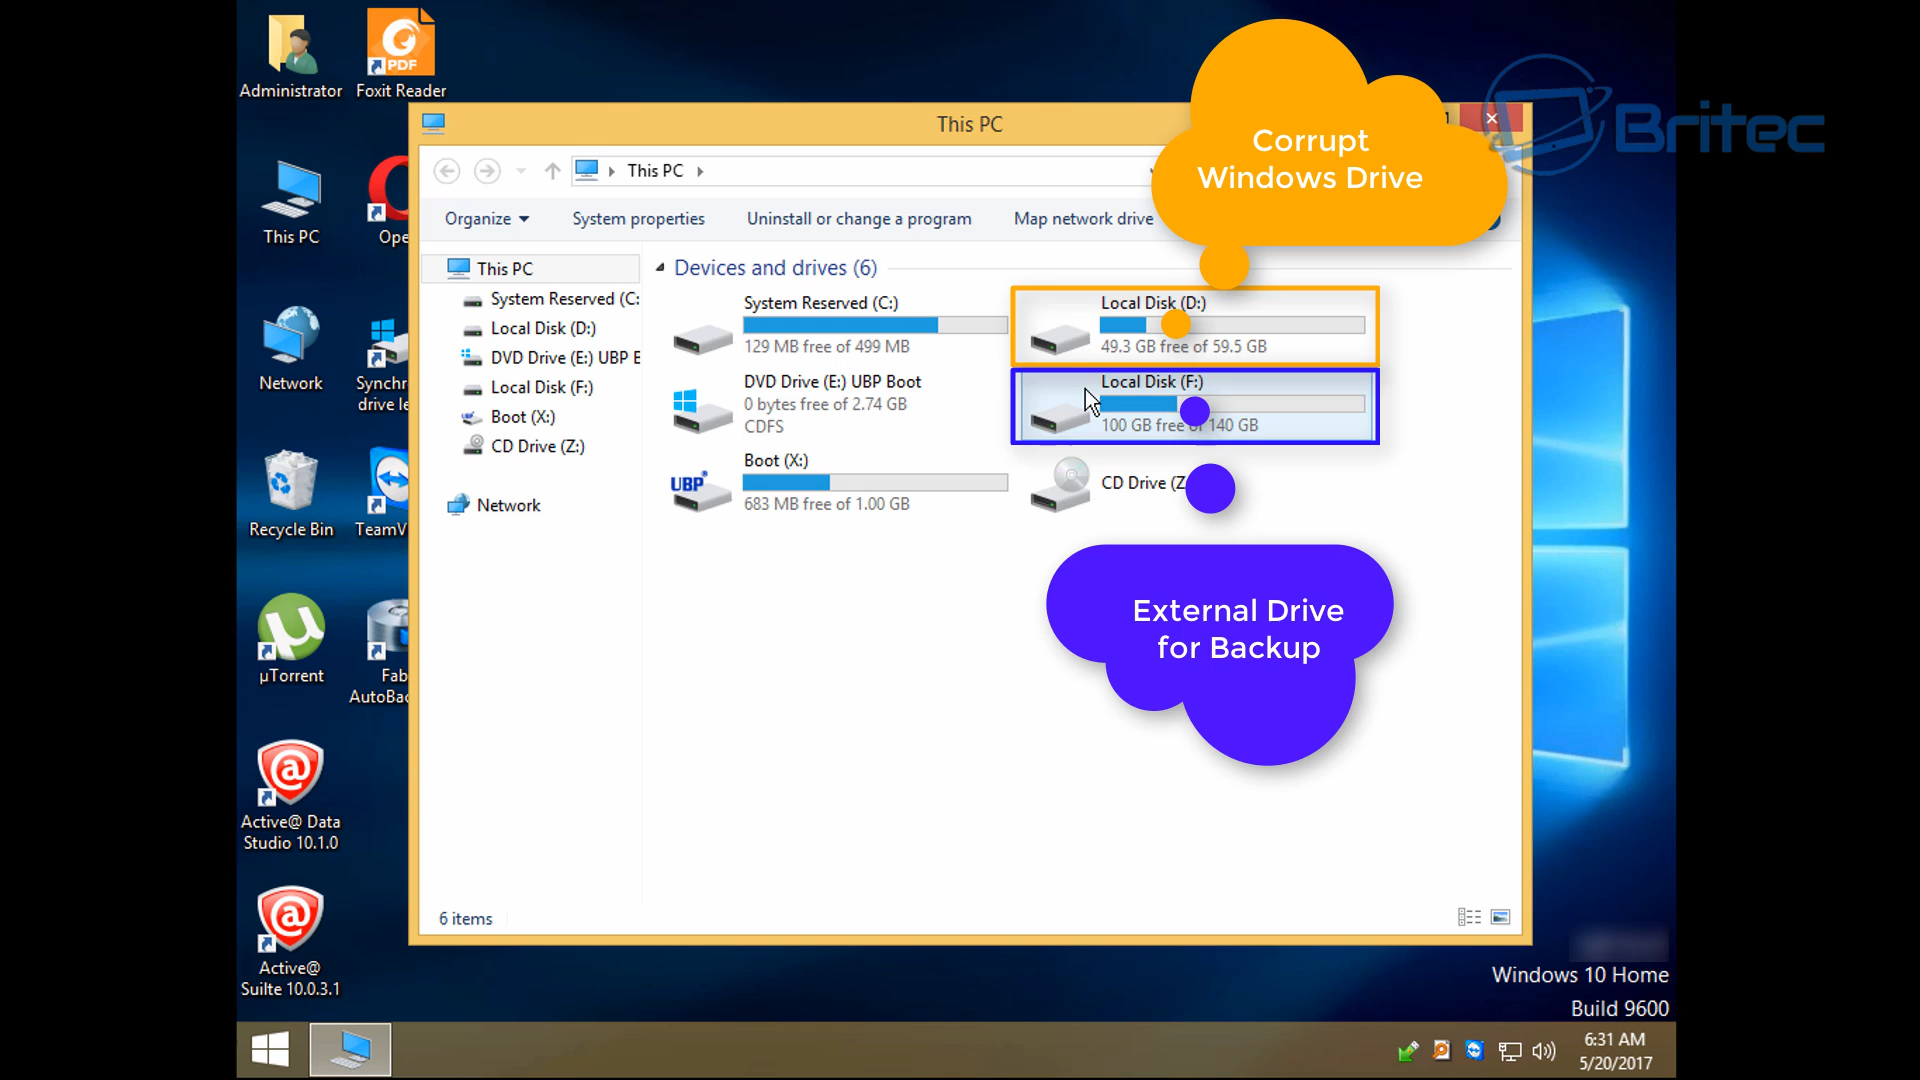 Administrator
Foxit Reader
PDF
This PC
Ope
Network
Synchr
drive le
Recycle Bin
TeamV
µTorrent
Fab
AutoBac
Active@ Data
Studio 10.1.0
Active@
Suilte 10.0.3.1
This PC
This PC
Organize
System properties
Uninstall or change a program
Map network drive
This PC
System Reserved (C:
Local Disk (D:)
DVD Drive (E:) UBP E
Local Disk (F:)
Boot (X:)
CD Drive (Z:)
Network
Devices and drives (6)
System Reserved (C:)
129 MB free of 499 MB
Local Disk (D:)
49.3 GB free of 59.5 GB
DVD Drive (E:) UBP Boot
0 bytes free of 2.74 GB
CDFS
Local Disk (F:)
100 GB free of 140 GB
UBP
Boot (X:)
683 MB free of 1.00 GB
CD Drive (Z
6 items
Corrupt
Windows Drive
External Drive
for Backup
Britec
Windows 10 Home
Build 9600
6:31 AM
5/20/2017